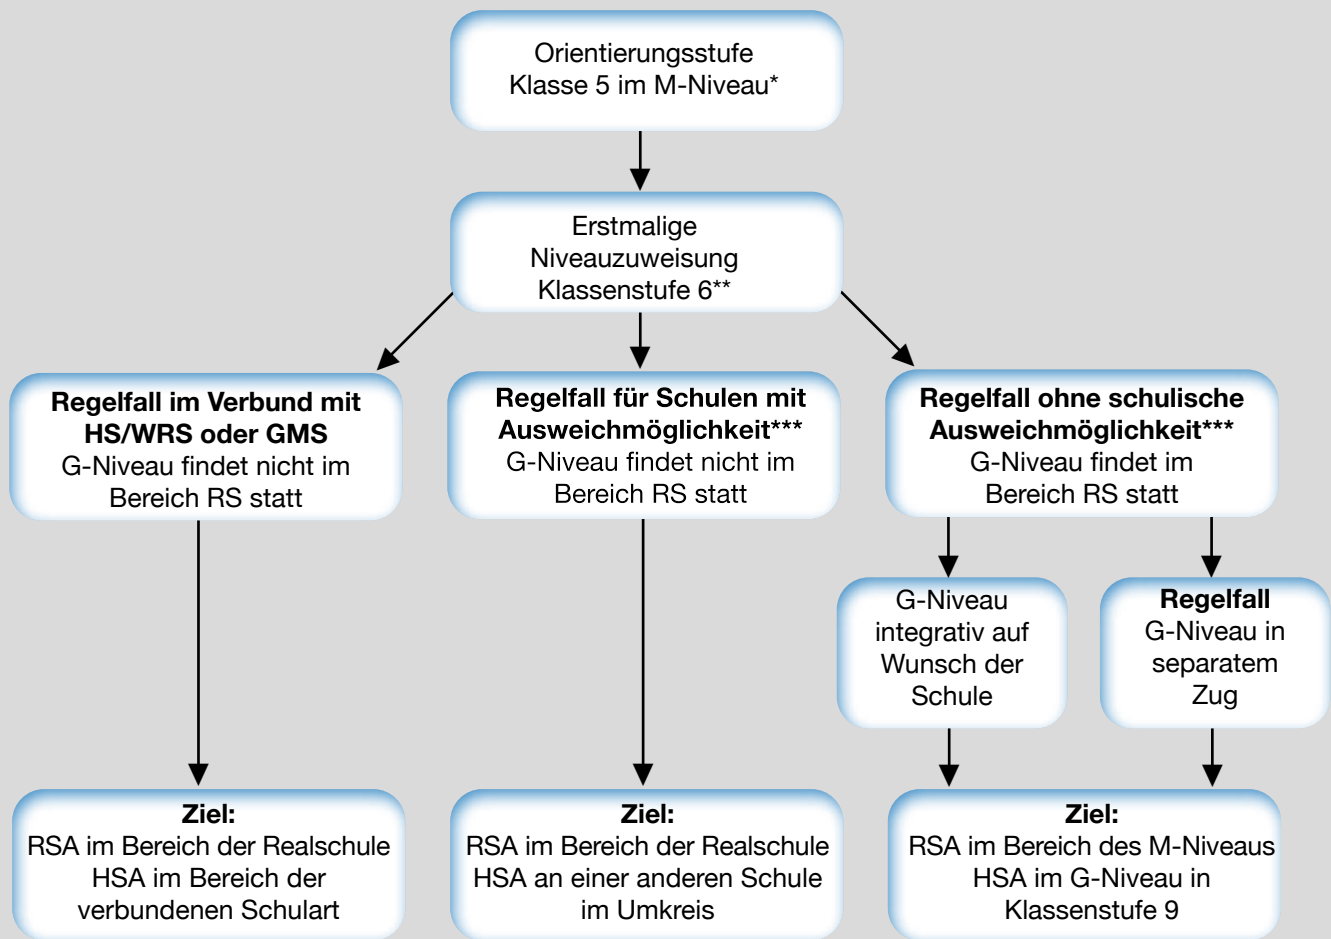 Orientierungsstufe
Klasse 5 im M-Niveau*
Erstmalige
Niveauzuweisung
Klassenstufe 6**
Regelfall im Verbund mit
HS/WRS oder GMS
G-Niveau findet nicht im
Bereich RS statt
Regelfall für Schulen mit
Ausweichmöglichkeit***
G-Niveau findet nicht im
Bereich RS statt
Regelfall ohne schulische
Ausweichmöglichkeit***
G-Niveau findet im
Bereich RS statt
G-Niveau
integrativ auf
Wunsch der
Schule
Regelfall
G-Niveau in
separatem
Zug
Ziel:
RSA im Bereich der Realschule
HSA im Bereich der
verbundenen Schulart
Ziel:
RSA im Bereich der Realschule
HSA an einer anderen Schule
im Umkreis
Ziel:
RSA im Bereich des M-Niveaus
HSA im G-Niveau in
Klassenstufe 9